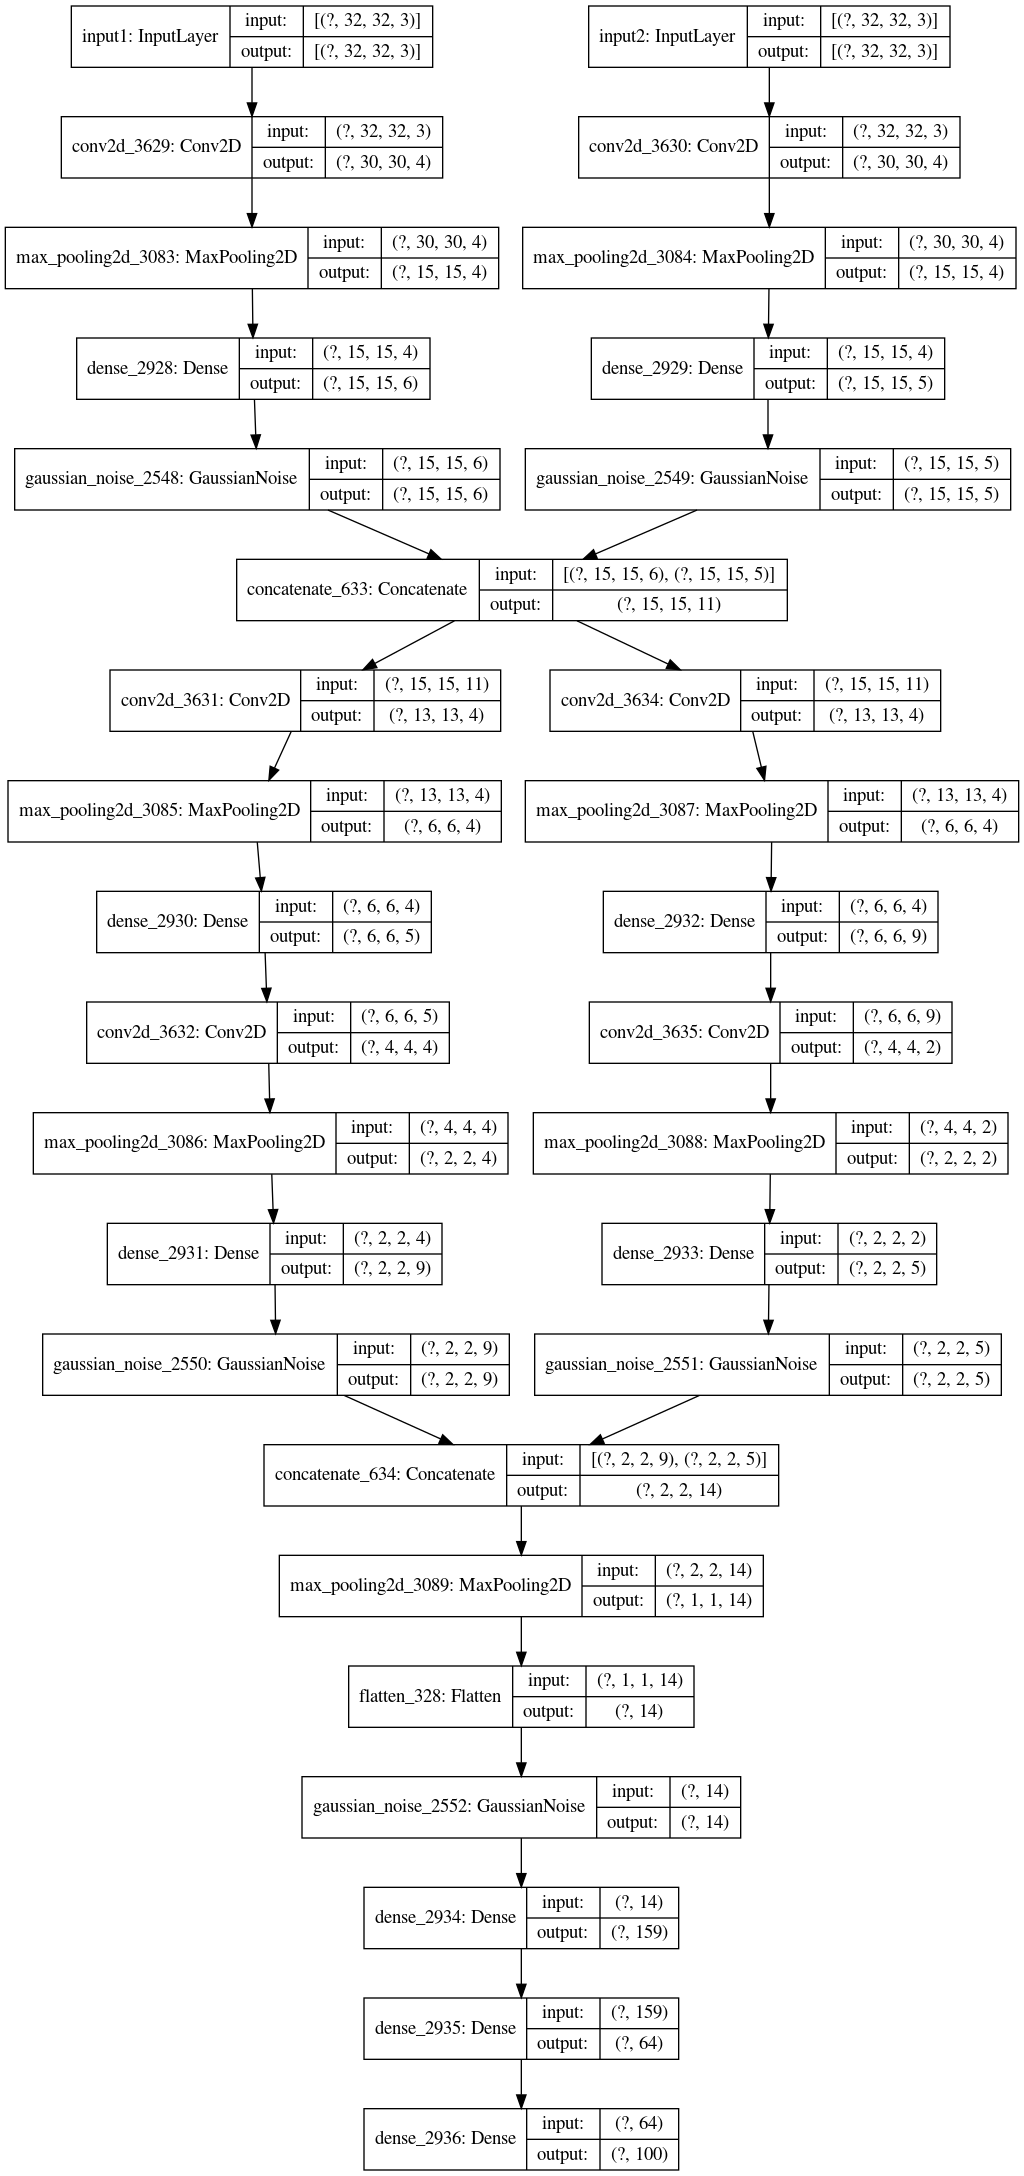 input1: InputLayer
input: [(?, 32, 32, 3)]
output: [(?, 32, 32, 3)]
input2: InputLayer
input: [(?, 32, 32, 3)]
output: [(?, 32, 32, 3)]
conv2d_3629: Conv2D
input: (?, 32, 32, 3)
output: (?, 30, 30, 4)
conv2d_3630: Conv2D
input: (?, 32, 32, 3)
output: (?, 30, 30, 4)
max_pooling2d_3083: MaxPooling2D
input: (?, 30, 30, 4)
output: (?, 15, 15, 4)
max_pooling2d_3084: MaxPooling2D
input: (?, 30, 30, 4)
output: (?, 15, 15, 4)
dense_2928: Dense
input: (?, 15, 15, 4)
output: (?, 15, 15, 6)
dense_2929: Dense
input: (?, 15, 15, 4)
output: (?, 15, 15, 5)
gaussian_noise_2548: GaussianNoise
input: (?, 15, 15, 6)
output: (?, 15, 15, 6)
gaussian_noise_2549: GaussianNoise
input: (?, 15, 15, 5)
output: (?, 15, 15, 5)
concatenate_633: Concatenate
input: [(?, 15, 15, 6), (?, 15, 15, 5)]
output: (?, 15, 15, 11)
conv2d_3631: Conv2D
input: (?, 15, 15, 11)
output: (?, 13, 13, 4)
conv2d_3634: Conv2D
input: (?, 15, 15, 11)
output: (?, 13, 13, 4)
max_pooling2d_3085: MaxPooling2D
input: (?, 13, 13, 4)
output: (?, 6, 6, 4)
max_pooling2d_3087: MaxPooling2D
input: (?, 13, 13, 4)
output: (?, 6, 6, 4)
dense_2930: Dense
input: (?, 6, 6, 4)
output: (?, 6, 6, 5)
dense_2932: Dense
input: (?, 6, 6, 4)
output: (?, 6, 6, 9)
conv2d_3632: Conv2D
input: (?, 6, 6, 5)
output: (?, 4, 4, 4)
conv2d_3635: Conv2D
input: (?, 6, 6, 9)
output: (?, 4, 4, 2)
max_pooling2d_3086: MaxPooling2D
input: (?, 4, 4, 4)
output: (?, 2, 2, 4)
max_pooling2d_3088: MaxPooling2D
input: (?, 4, 4, 2)
output: (?, 2, 2, 2)
dense_2931: Dense
input: (?, 2, 2, 4)
output: (?, 2, 2, 9)
dense_2933: Dense
input: (?, 2, 2, 2)
output: (?, 2, 2, 5)
gaussian_noise_2550: GaussianNoise
input: (?, 2, 2, 9)
output: (?, 2, 2, 9)
gaussian_noise_2551: GaussianNoise
input: (?, 2, 2, 5)
output: (?, 2, 2, 5)
concatenate_634: Concatenate
input: [(?, 2, 2, 9), (?, 2, 2, 5)]
output: (?, 2, 2, 14)
max_pooling2d_3089: MaxPooling2D
input: (?, 2, 2, 14)
output: (?, 1, 1, 14)
flatten_328: Flatten
input: (?, 1, 1, 14)
output: (?, 14)
gaussian_noise_2552: GaussianNoise
input: (?, 14)
output: (?, 14)
dense_2934: Dense
input: (?, 14)
output: (?, 159)
dense_2935: Dense
input: (?, 159)
output: (?, 64)
dense_2936: Dense
input: (?, 64)
output: (?, 100)